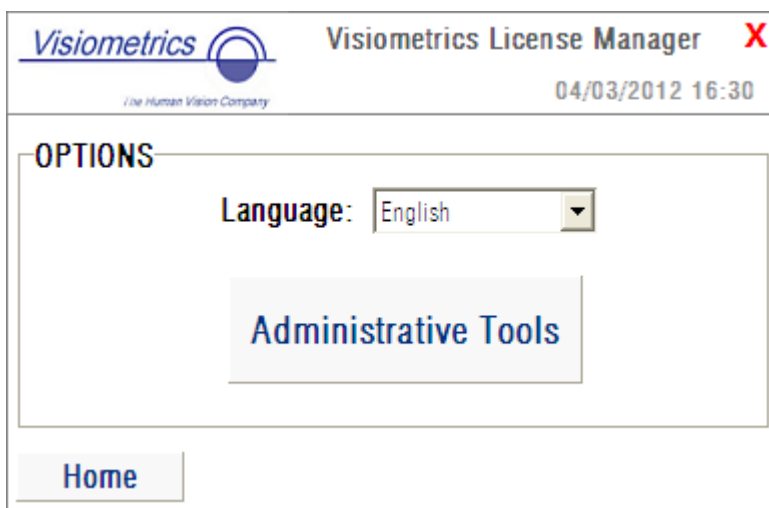 Visiometrics
The Human Vision Company
Visiometrics License Manager X
04/03/2012 16:30
OPTIONS
Language: English
Administrative Tools
Home